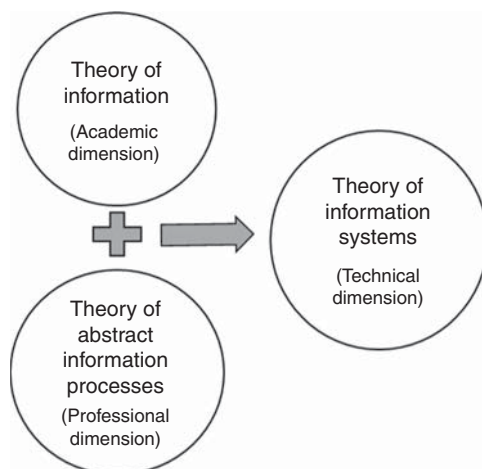 Theory of
information
(Academic
dimension)
Theory of
abstract
information
processes
(Professional
dimension)
Theory of
information
systems
(Technical
dimension)